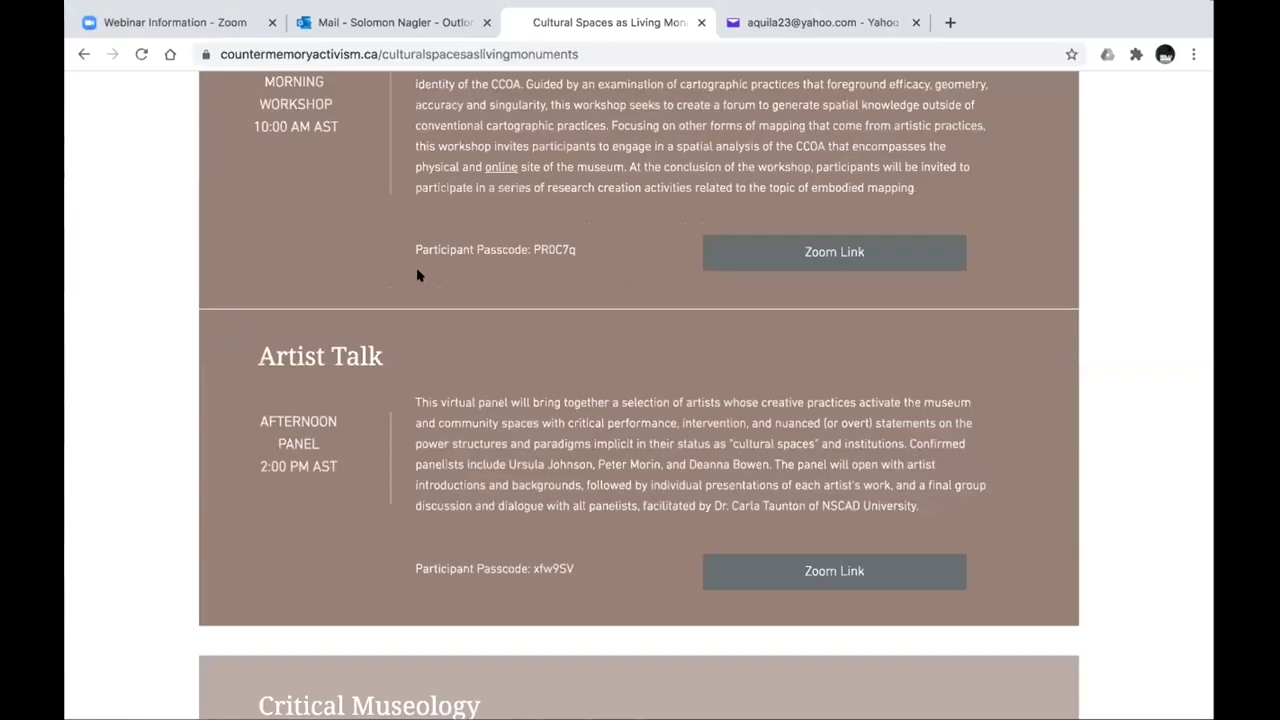 Webinar Information - Zoom
Mail - Solomon Nagler - Outlo
Cultural Spaces as Living Mon
aquila23@yahoo.com - Yahoo
countermemoryactivism.ca/culturalspacesaslivingmonuments
MORNING
WORKSHOP
10:00 AM AST
identity of the CCOA. Guided by an examination of cartographic practices that foreground efficacy, geometry,
accuracy and singularity, this workshop seeks to create a forum to generate spatial knowledge outside of
conventional cartographic practices. Focusing on other forms of mapping that come from artistic practices,
this workshop invites participants to engage in a spatial analysis of the CCOA that encompasses the
physical and online site of the museum. At the conclusion of the workshop, participants will be invited to
participate in a series of research creation activities related to the topic of embodied mapping.
Participant Passcode: PR0C7q
Zoom Link
Artist Talk
AFTERNOON
PANEL
2:00 PM AST
This virtual panel will bring together a selection of artists whose creative practices activate the museum
and community spaces with critical performance, intervention, and nuanced (or overt) statements on the
power structures and paradigms implicit in their status as "cultural spaces" and institutions. Confirmed
panelists include Ursula Johnson, Peter Morin, and Deanna Bowen. The panel will open with artist
introductions and backgrounds, followed by individual presentations of each artist's work, and a final group
discussion and dialogue with all panelists, facilitated by Dr. Carla Taunton of NSCAD University.
Participant Passcode: xfw9SV
Zoom Link
Critical Museology